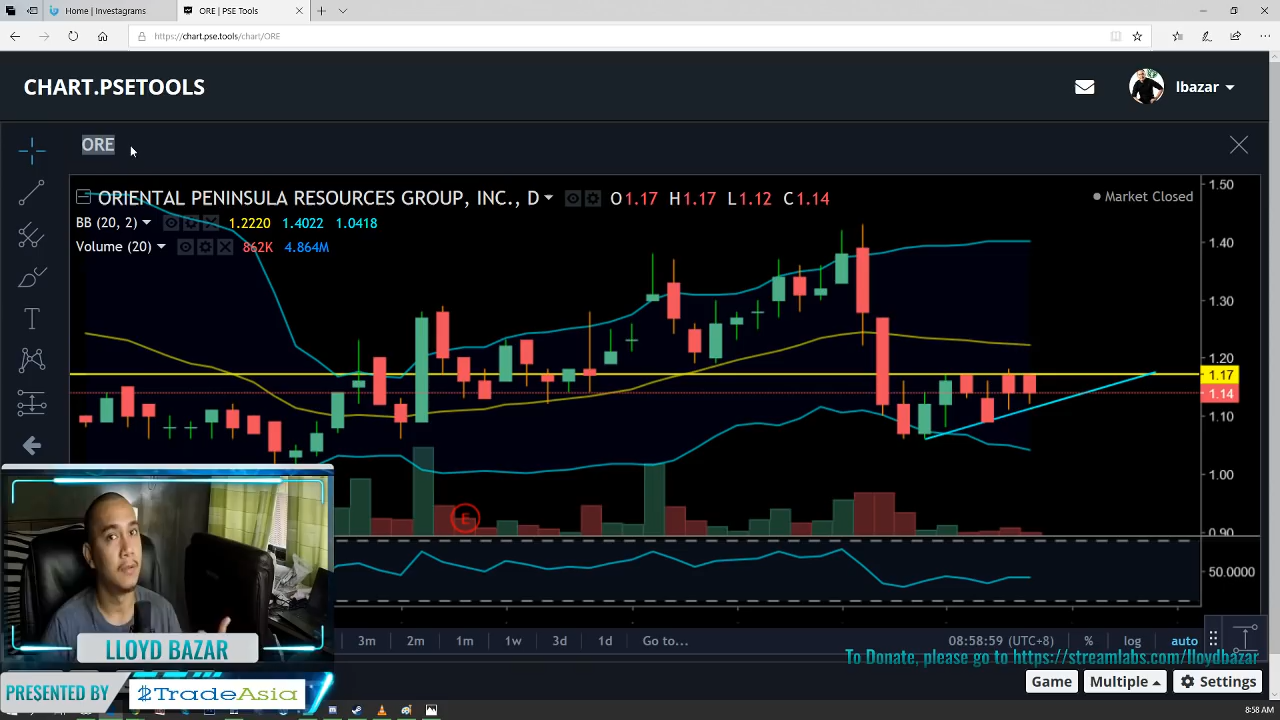 Home | Investagrams
ORE | PSE Tools
https://chart.pse.tools/chart/ORE
CHART.PSETOOLS
lbazar
ORE
ORIENTAL PENINSULA RESOURCES GROUP, INC., D
O1.17 H1.17 L1.12 C1.14
Market Closed
BB (20, 2) 1.2220 1.4022 1.0418
Volume (20) 862K 4.864M
1.50
1.40
1.30
1.20
1.17
1.14
1.10
1.00
0.90
E
50.0000
3m 2m 1m 1w 3d 1d Go to...
08:58:59 (UTC+8) % log auto
LLOYD BAZAR
To Donate, please go to https://streamlabs.com/lloydbazar
PRESENTED BY
$TradeAsia
Game Multiple Settings
8:58 AM